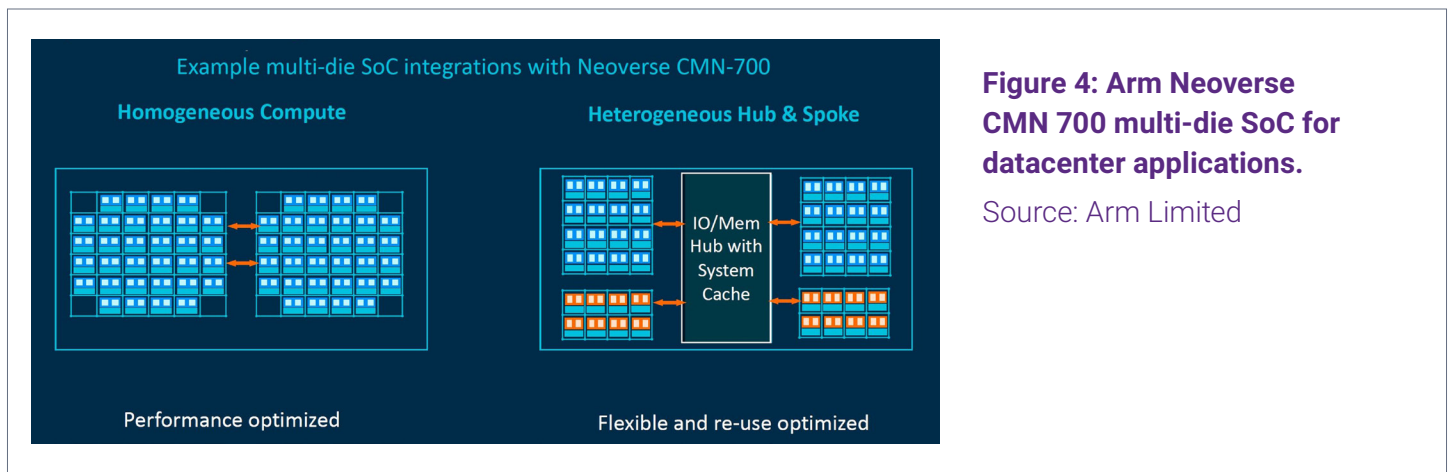 Example multi-die SoC integrations with Neoverse CMN-700
Homogeneous Compute
Heterogeneous Hub & Spoke
IO/Mem
Hub with
System
Cache
Performance optimized
Flexible and re-use optimized
Figure 4: Arm Neoverse
CMN 700 multi-die SoC for
datacenter applications.
Source: Arm Limited